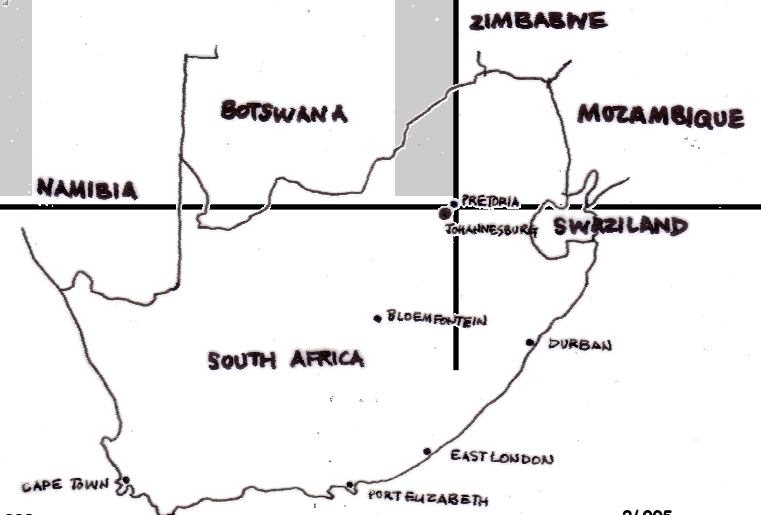 ZIMBABWE
BOTSWANA
MOZAMBIQUE
NAMIBIA
PRETORIA
JOHANNESBURG
SWAZILAND
BLOEMFONTEIN
DURBAN
SOUTH AFRICA
EAST LONDON
CAPE TOWN
PORT ELIZABETH